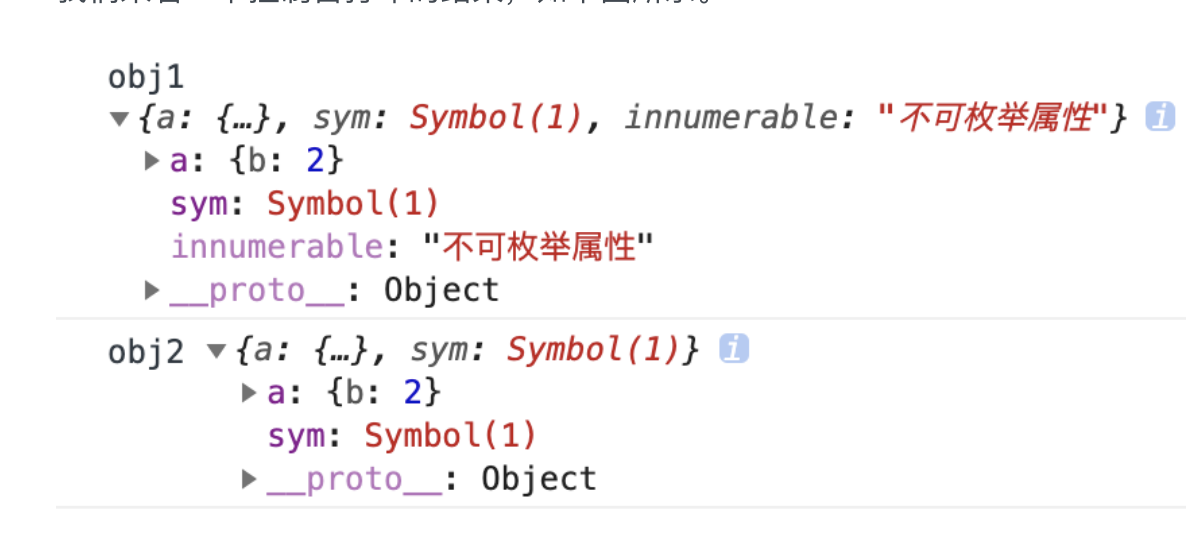 obj1
▼{a: {…}, sym: Symbol(1), innumerable: "不可枚举属性"} i
▶a: {b: 2}
sym: Symbol(1)
innumerable: "不可枚举属性"
▶__proto__: Object
obj2 ▼{a: {…}, sym: Symbol(1)} i
▶a: {b: 2}
sym: Symbol(1)
▶__proto__: Object